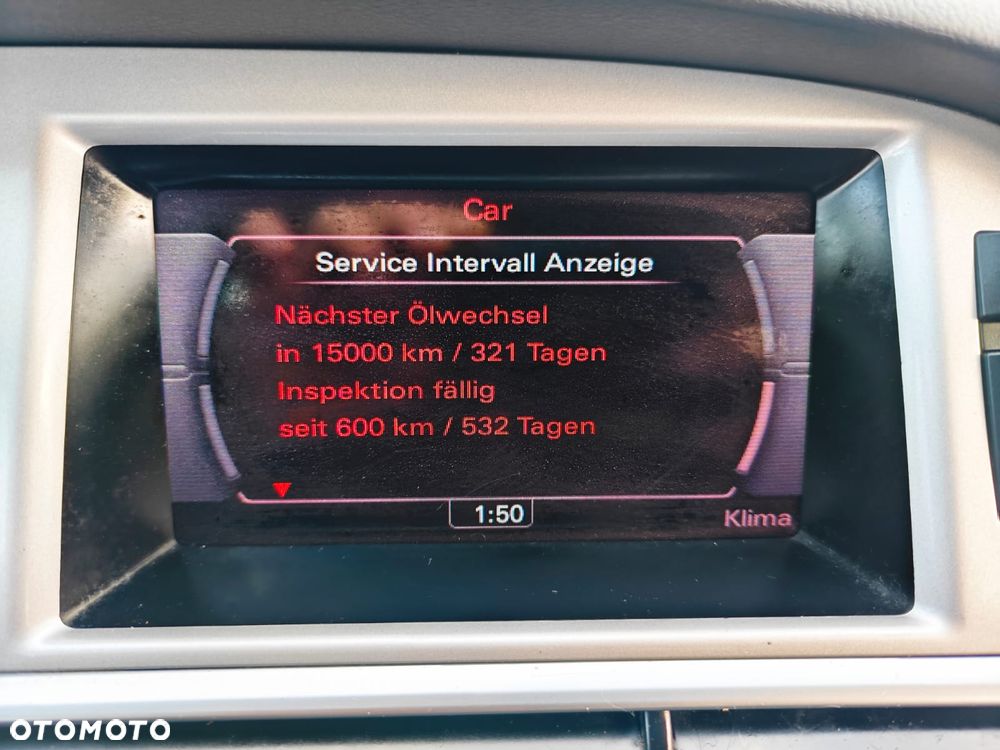 Car
Service Intervall Anzeige
Nächster Ölwechsel
in 15000 km / 321 Tagen
Inspektion fällig
seit 600 km / 532 Tagen
1:50
Klima
OTOMOTO